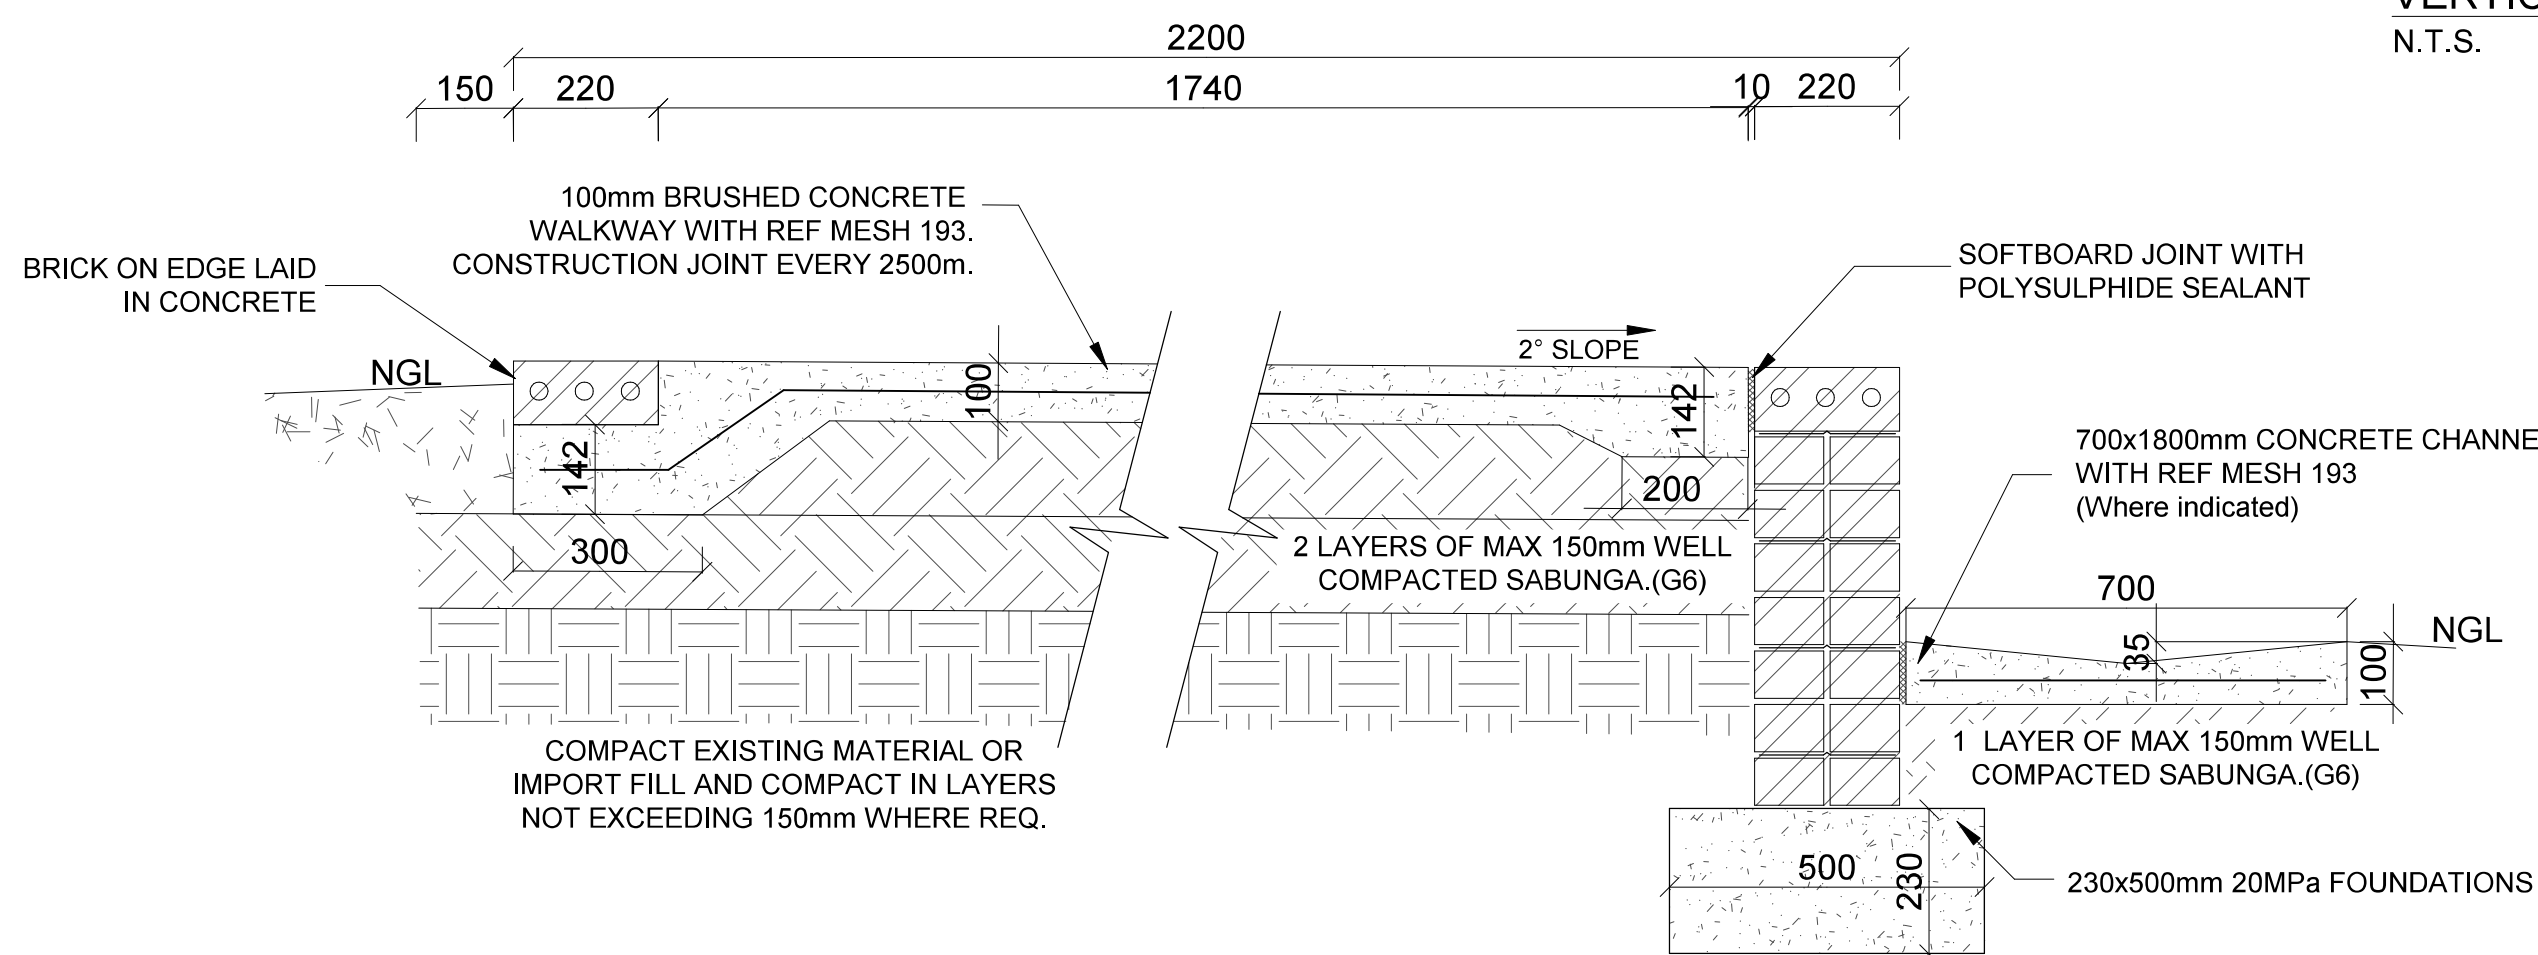 N.T.S.
2200
150 220 1740 10 220
100mm BRUSHED CONCRETE
WALKWAY WITH REF MESH 193.
CONSTRUCTION JOINT EVERY 2500m.
BRICK ON EDGE LAID
IN CONCRETE
SOFTBOARD JOINT WITH
POLYSULPHIDE SEALANT
2° SLOPE
NGL
100
142
142
200
300
700x1800mm CONCRETE CHANNE
WITH REF MESH 193
(Where indicated)
2 LAYERS OF MAX 150mm WELL
COMPACTED SABUNGA.(G6)
700
35
100
NGL
COMPACT EXISTING MATERIAL OR
IMPORT FILL AND COMPACT IN LAYERS
NOT EXCEEDING 150mm WHERE REQ.
1 LAYER OF MAX 150mm WELL
COMPACTED SABUNGA.(G6)
500
230
230x500mm 20MPa FOUNDATIONS